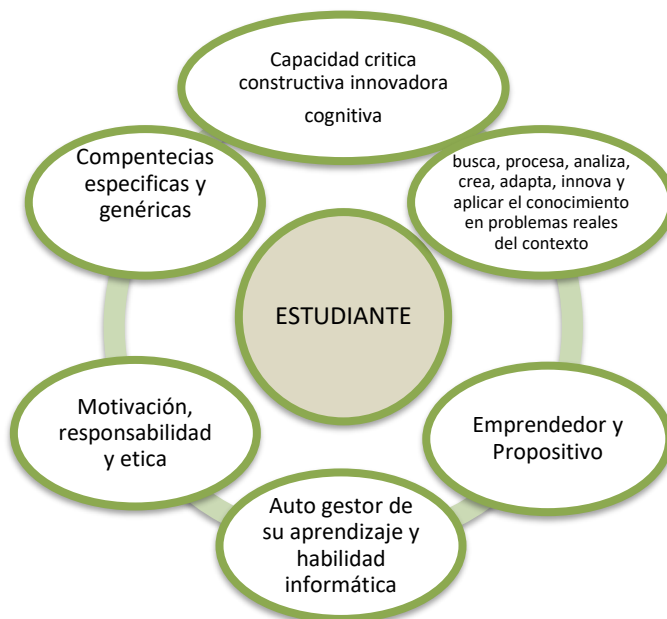 Capacidad critica
constructiva innovadora
cognitiva
busca, procesa, analiza,
crea, adapta, innova y
aplicar el conocimiento
en problemas reales
del contexto
Emprendedor y
Propositivo
Auto gestor de
su aprendizaje y
habilidad
informática
Motivación,
responsabilidad
y etica
Compentecias
especificas y
genéricas
ESTUDIANTE